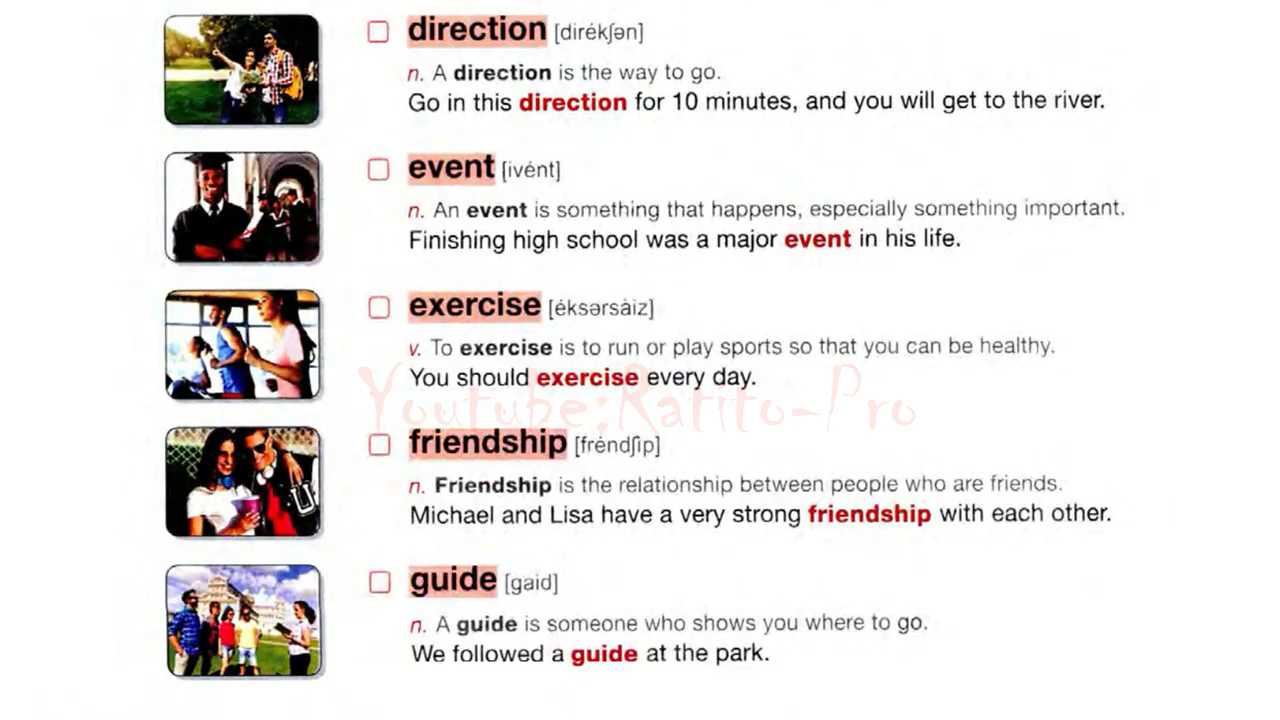 direction [dirékʃən]
n. A direction is the way to go.
Go in this direction for 10 minutes, and you will get to the river.
event [ivént]
n. An event is something that happens, especially something important.
Finishing high school was a major event in his life.
exercise [éksərsàiz]
v. To exercise is to run or play sports so that you can be healthy.
You should exercise every day.
Youtube:Ratito-Pro
friendship [fréndʃìp]
n. Friendship is the relationship between people who are friends.
Michael and Lisa have a very strong friendship with each other.
guide [gaid]
n. A guide is someone who shows you where to go.
We followed a guide at the park.